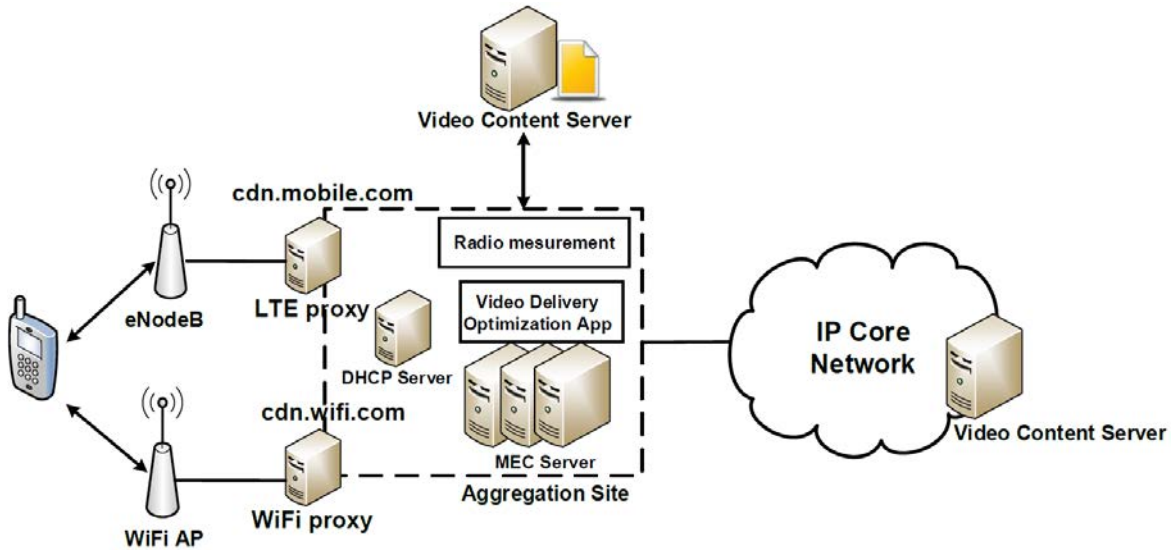 Video Content Server
cdn.mobile.com
Radio mesurement
eNodeB
LTE proxy
Video Delivery
Optimization App
DHCP Server
IP Core
Network
cdn.wifi.com
Video Content Server
MEC Server
Aggregation Site
WiFi proxy
WiFi AP